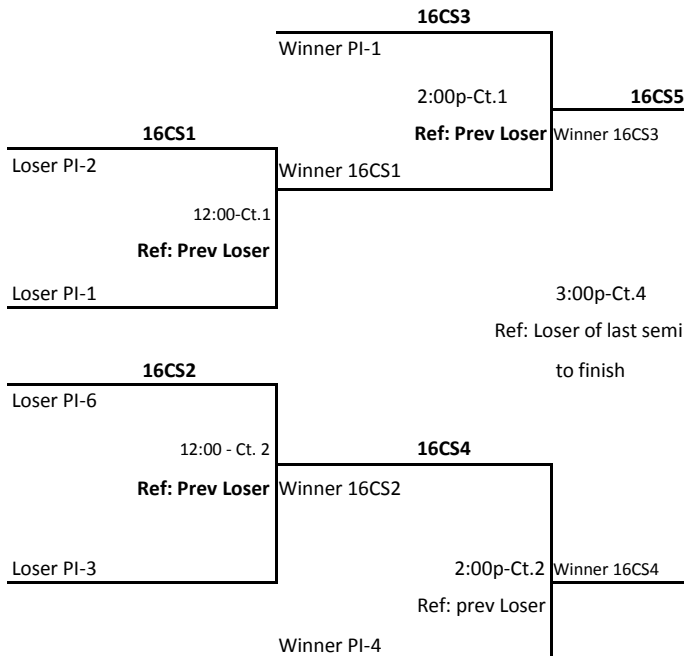 16CS3
Winner PI-1
2:00p-Ct.1 16CS5
16CS1 Ref: Prev Loser Winner 16CS3
Loser PI-2 Winner 16CS1
12:00-Ct.1
Ref: Prev Loser
Loser PI-1 3:00p-Ct.4
Ref: Loser of last semi
16CS2 to finish
Loser PI-6
12:00 - Ct. 2 16CS4
Ref: Prev Loser Winner 16CS2
Loser PI-3 2:00p-Ct.2 Winner 16CS4
Ref: prev Loser
Winner PI-4